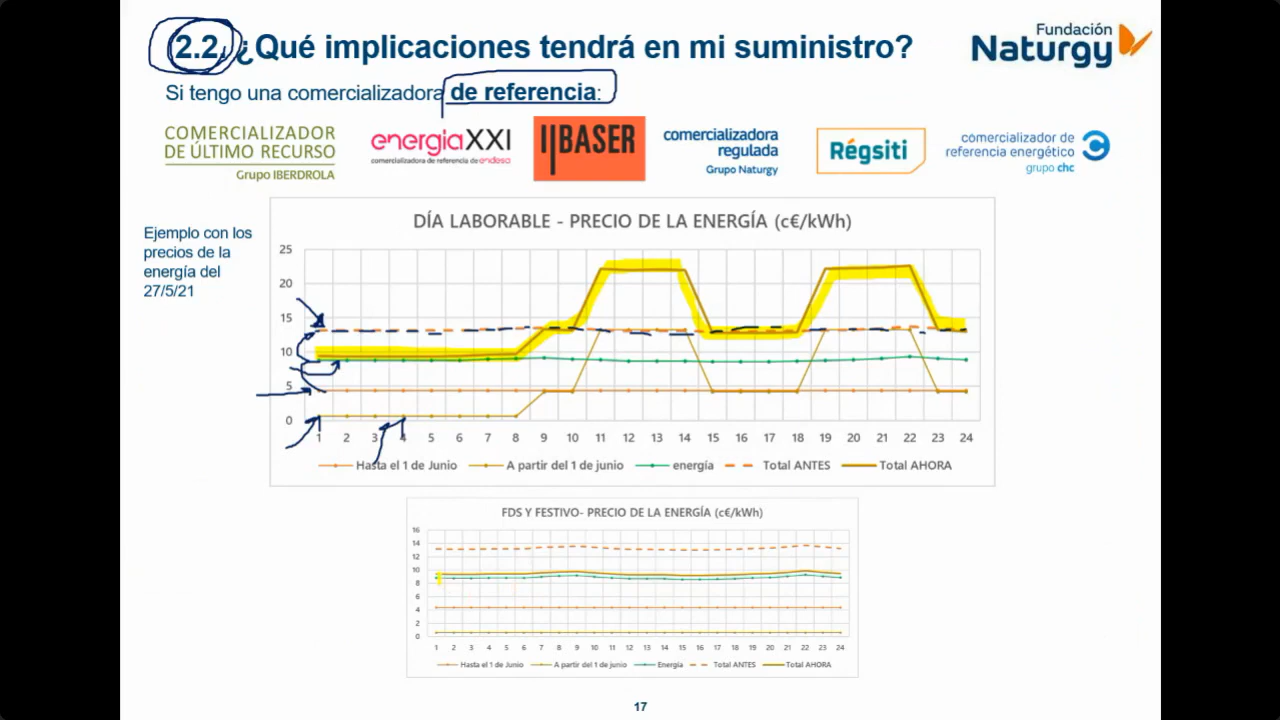 2.2. ¿Qué implicaciones tendrá en mi suministro?
Fundación
Naturgy
Si tengo una comercializadora de referencia:
COMERCIALIZADOR
DE ÚLTIMO RECURSO
Grupo IBERDROLA
energíaXXI
comercializadora de referencia de endesa
BASER
comercializadora
regulada
Grupo Naturgy
Régsiti
comercializador de
referencia energético
grupo chc
Ejemplo con los
precios de la
energía del
27/5/21
DÍA LABORABLE - PRECIO DE LA ENERGÍA (c€/kWh)
25
20
15
10
5
0
1 2 3 4 5 6 7 8 9 10 11 12 13 14 15 16 17 18 19 20 21 22 23 24
Hasta el 1 de Junio A partir del 1 de junio energía Total ANTES Total AHORA
FDS Y FESTIVO- PRECIO DE LA ENERGÍA (c€/kWh)
16
14
12
10
8
6
4
2
0
1 2 3 4 5 6 7 8 9 10 11 12 13 14 15 16 17 18 19 20 21 22 23 24
Hasta el 1 de Junio A partir del 1 de junio Energía Total ANTES Total AHORA
17